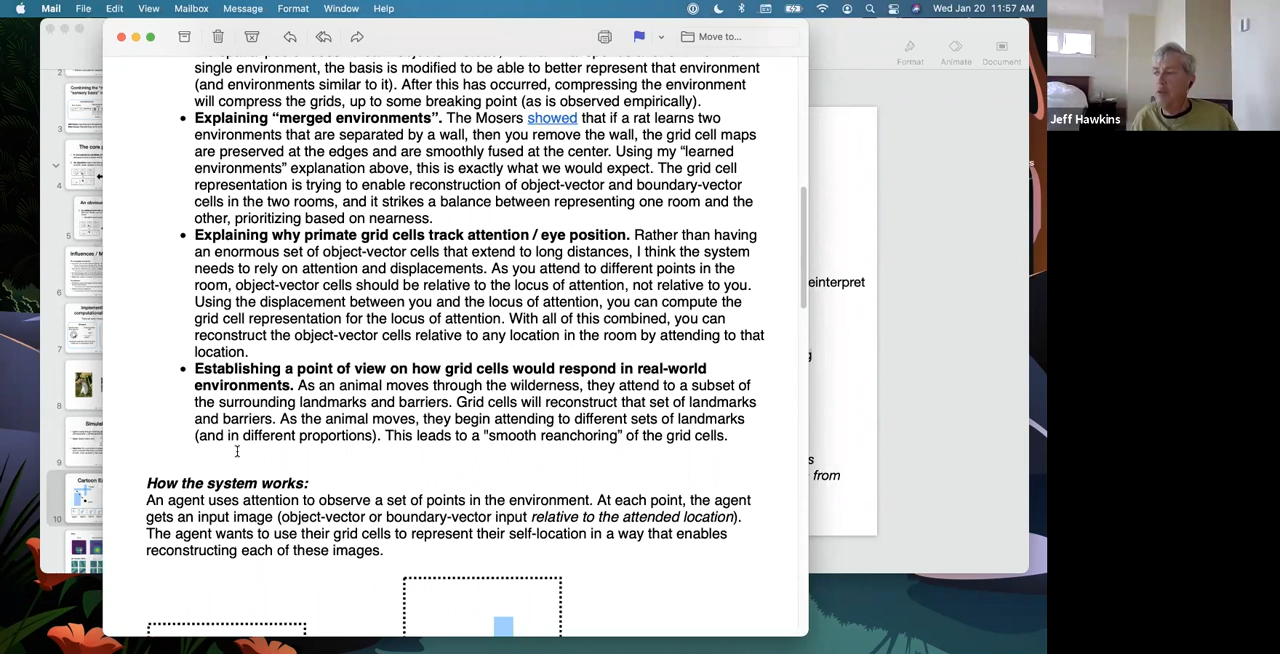 Mail File Edit View Mailbox Message Format Window Help Wed Jan 20 11:57 AM
Move to...
Format Animate Document
single environment, the basis is modified to be able to better represent that environment
(and environments similar to it). After this has occurred, compressing the environment
will compress the grids, up to some breaking point (as is observed empirically).
• Explaining “merged environments”. The Mosers showed that if a rat learns two
environments that are separated by a wall, then you remove the wall, the grid cell maps
are preserved at the edges and are smoothly fused at the center. Using my “learned
environments” explanation above, this is exactly what we would expect. The grid cell
representation is trying to enable reconstruction of object-vector and boundary-vector
cells in the two rooms, and it strikes a balance between representing one room and the
other, prioritizing based on nearness.
• Explaining why primate grid cells track attention / eye position. Rather than having
an enormous set of object-vector cells that extend to long distances, I think the system
needs to rely on attention and displacements. As you attend to different points in the
room, object-vector cells should be relative to the locus of attention, not relative to you.
Using the displacement between you and the locus of attention, you can compute the
grid cell representation for the locus of attention. With all of this combined, you can
reconstruct the object-vector cells relative to any location in the room by attending to that
location.
• Establishing a point of view on how grid cells would respond in real-world
environments. As an animal moves through the wilderness, they attend to a subset of
the surrounding landmarks and barriers. Grid cells will reconstruct that set of landmarks
and barriers. As the animal moves, they begin attending to different sets of landmarks
(and in different proportions). This leads to a "smooth reanchoring” of the grid cells.
How the system works:
An agent uses attention to observe a set of points in the environment. At each point, the agent
gets an input image (object-vector or boundary-vector input relative to the attended location).
The agent wants to use their grid cells to represent their self-location in a way that enables
reconstructing each of these images.
2
3
4
5
6
7
8
9
10
The core
Simula
Cartoon E
einterpret
g
s
from
Jeff Hawkins